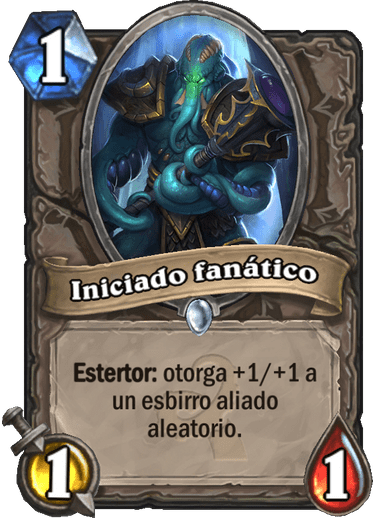 1
Iniciado fanático
Estertor: otorga +1/+1 a
un esbirro aliado
aleatorio.
1 1